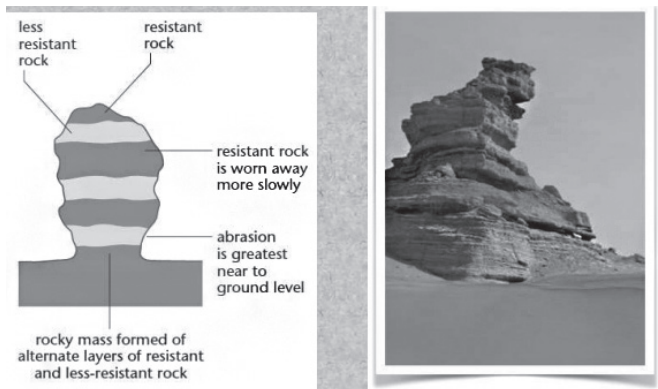 less
resistant
rock
resistant
rock
resistant rock
is worn away
more slowly
abrasion
is greatest
near to
ground level
rocky mass formed of
alternate layers of resistant
and less-resistant rock